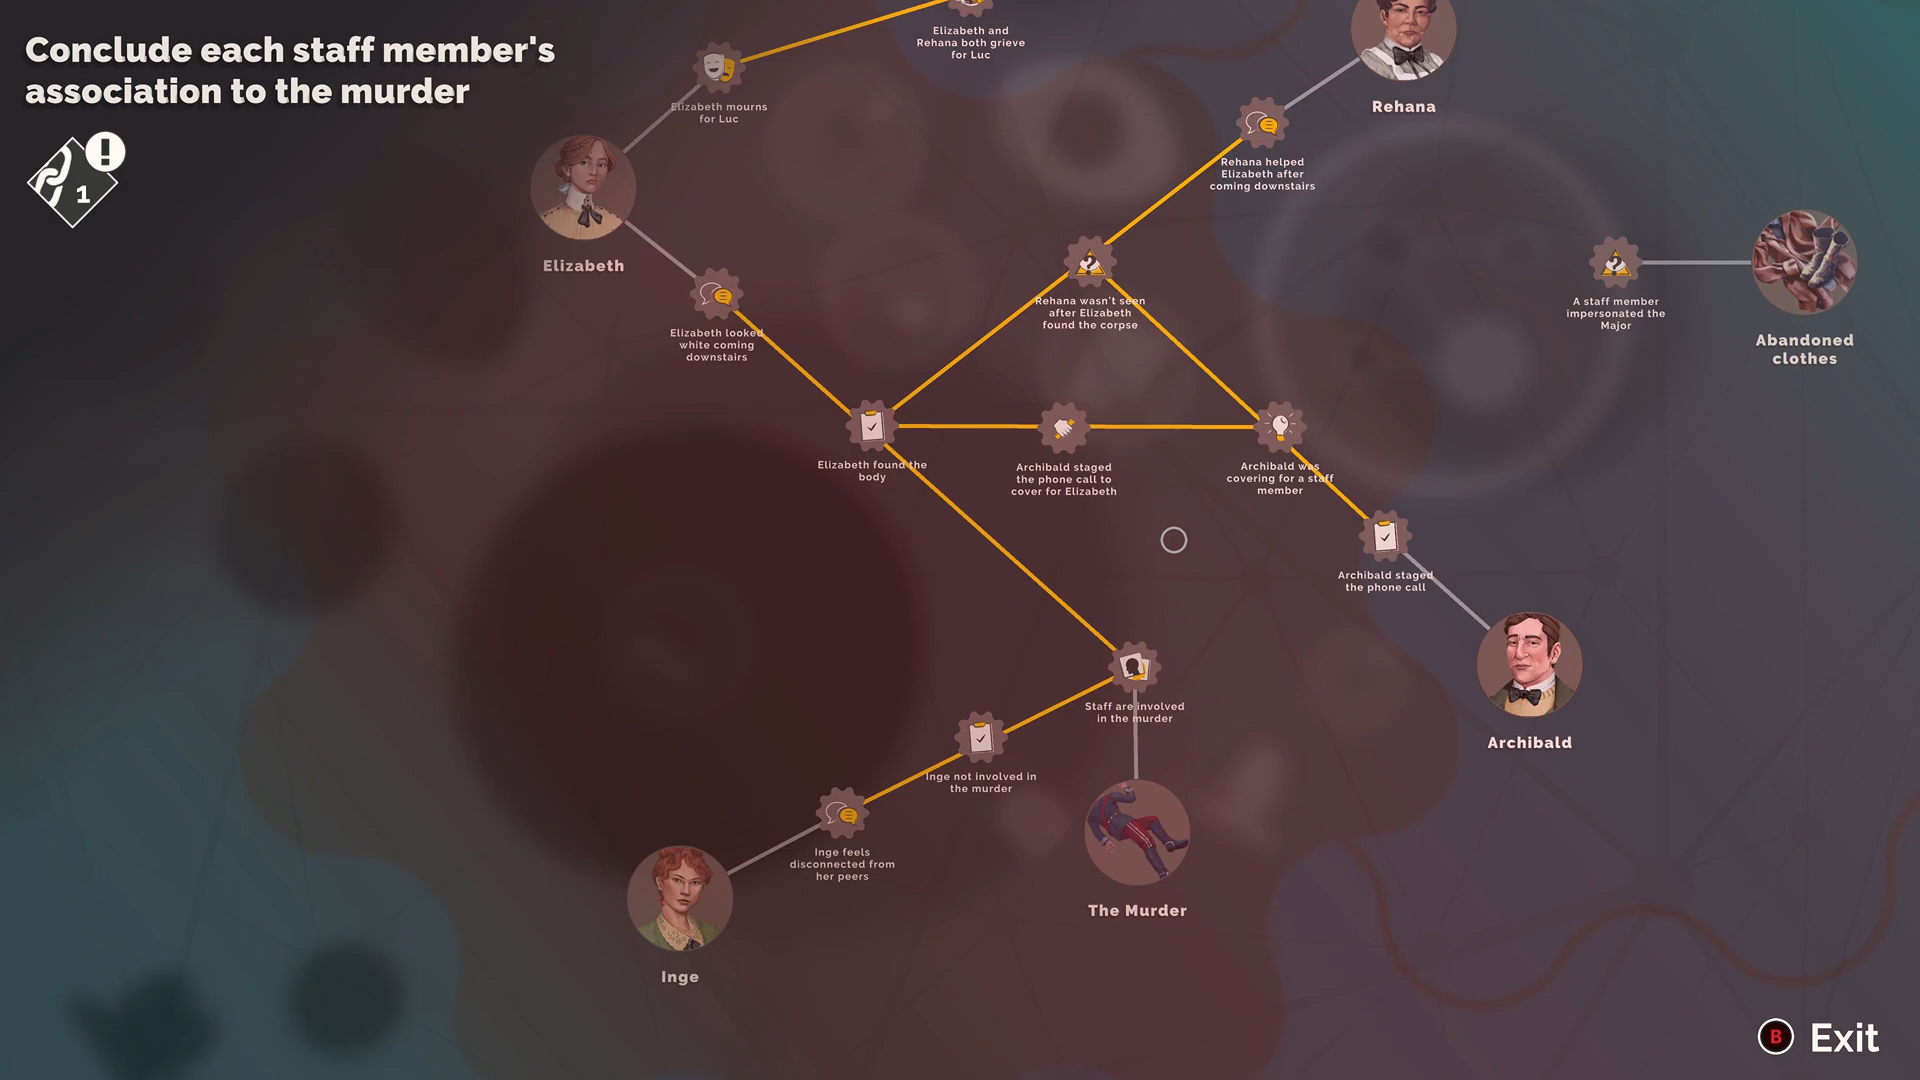 Conclude each staff member's
association to the murder
1
Elizabeth and
Rehana both grieve
for Luc
Elizabeth mourns
for Luc
Rehana
Rehana helped
Elizabeth after
coming downstairs
Elizabeth
Rehana wasn't seen
after Elizabeth
found the corpse
A staff member
impersonated the
Major
Abandoned
clothes
Elizabeth looked
white coming
downstairs
Elizabeth found the
body
Archibald staged
the phone call to
cover for Elizabeth
Archibald was
covering for a staff
member
Archibald staged
the phone call
Staff are involved
in the murder
Archibald
Inge not involved in
the murder
Inge feels
disconnected from
her peers
The Murder
Inge
B Exit